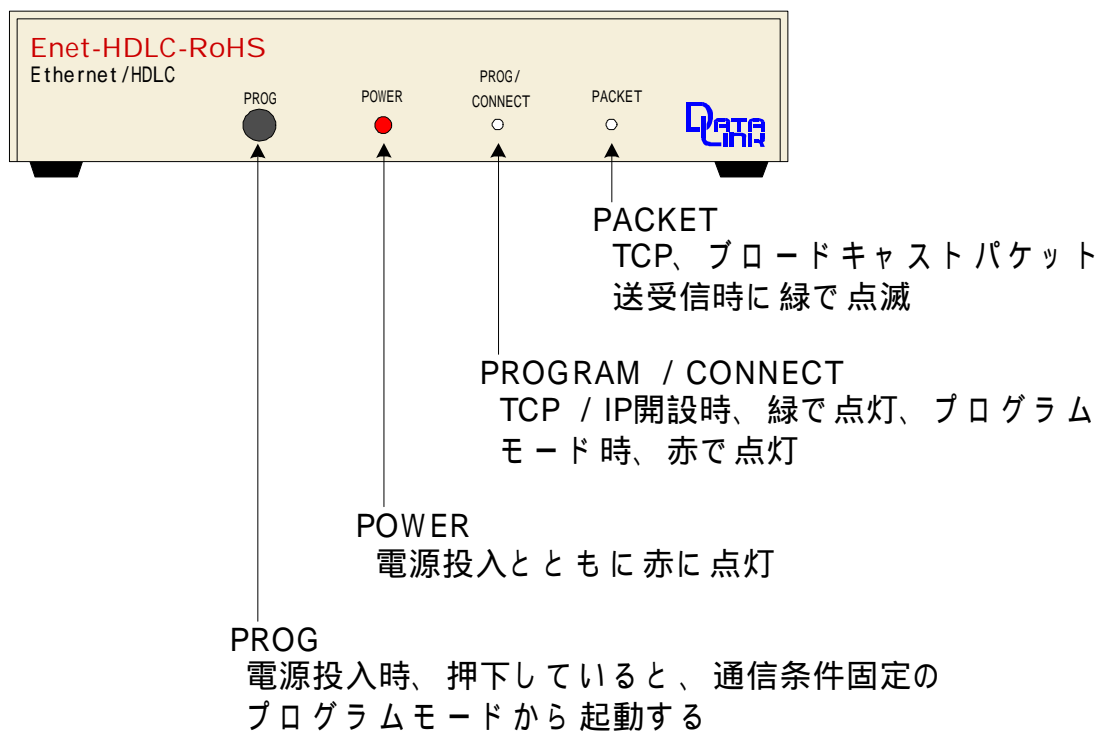 Enet-HDLC-RoHS
Ethernet/HDLC
PROG
POWER
PROG/
CONNECT
PACKET
DATA
LINK
PACKET
TCP、ブロードキャストパケット
送受信時に緑で点滅
PROGRAM / CONNECT
TCP / IP開設時、緑で点灯、プログラム
モード時、赤で点灯
POWER
電源投入とともに赤に点灯
PROG
電源投入時、押下していると、通信条件固定の
プログラムモードから起動する